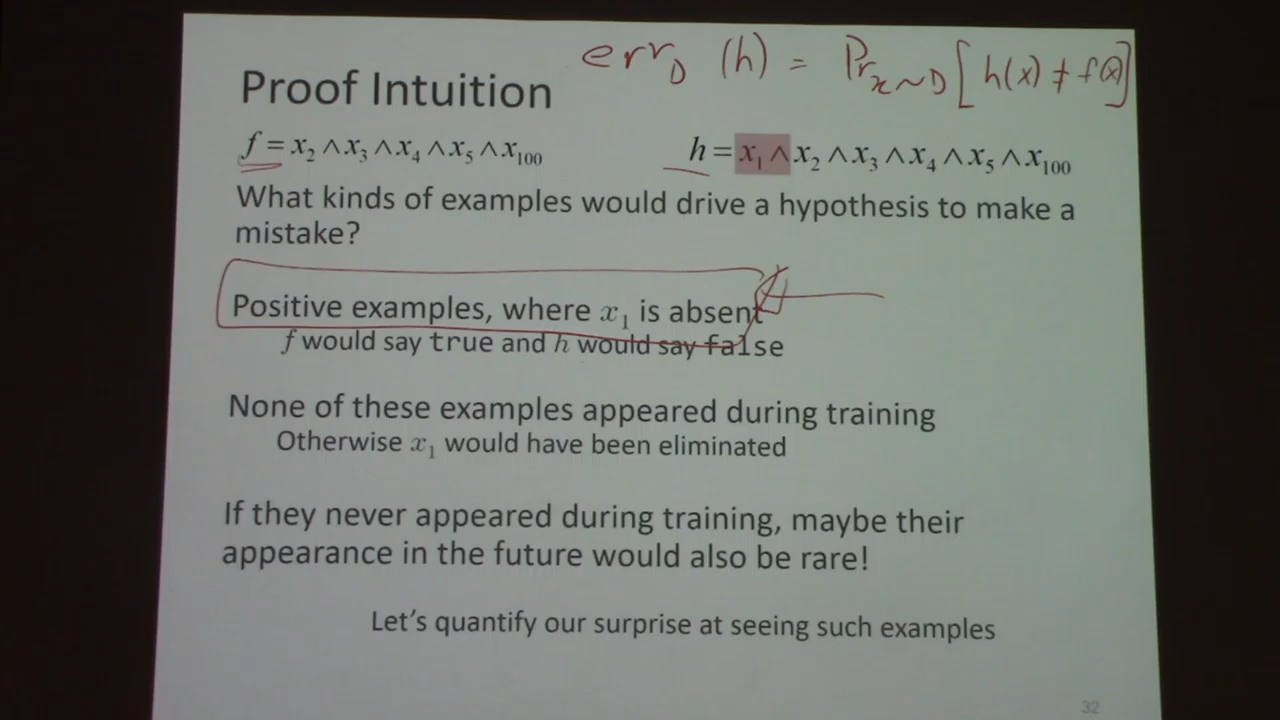 err_D (h) = Pr_{x~D} [h(x) ≠ f(x)]
Proof Intuition
f = x₂ ∧ x₃ ∧ x₄ ∧ x₅ ∧ x₁₀₀
h = x₁ ∧ x₂ ∧ x₃ ∧ x₄ ∧ x₅ ∧ x₁₀₀
What kinds of examples would drive a hypothesis to make a
mistake?
Positive examples, where x₁ is absent
f would say true and h would say false
None of these examples appeared during training
Otherwise x₁ would have been eliminated
If they never appeared during training, maybe their
appearance in the future would also be rare!
Let's quantify our surprise at seeing such examples
32